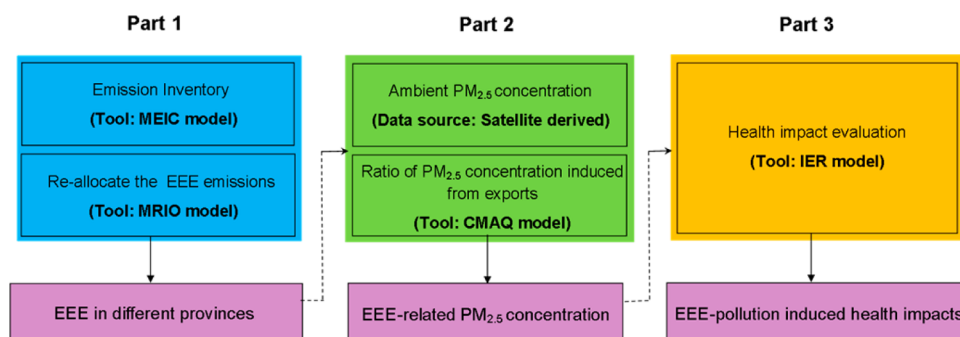 Part 1
Emission Inventory
(Tool: MEIC model)
Re-allocate the EEE emissions
(Tool: MRIO model)
EEE in different provinces
Part 2
Ambient PM2.5 concentration
(Data source: Satellite derived)
Ratio of PM2.5 concentration induced
from exports
(Tool: CMAQ model)
EEE-related PM2.5 concentration
Part 3
Health impact evaluation
(Tool: IER model)
EEE-pollution induced health impacts